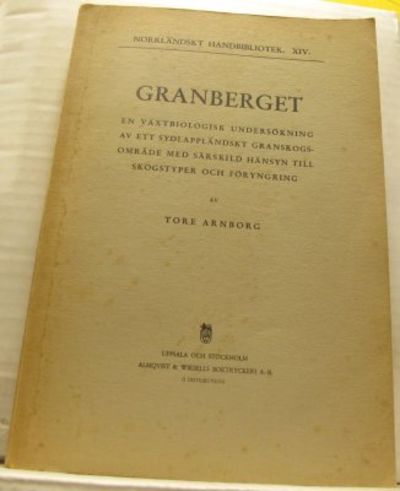 NORRLÄNDSKT HANDBIBLIOTEK. XIV.
GRANBERGET
EN VÄXTBIOLOGISK UNDERSÖKNING
AV ETT SYDLAPPLÄNDSKT GRANSKOGS-
OMRÅDE MED SÄRSKILD HÄNSYN TILL
SKOGSTYPER OCH FÖRYNGRING
AV
TORE ARNBORG
UPPSALA OCH STOCKHOLM
ALMQVIST & WIKSELLS BOKTRYCKERI A.-B.
I DISTRIBUTION